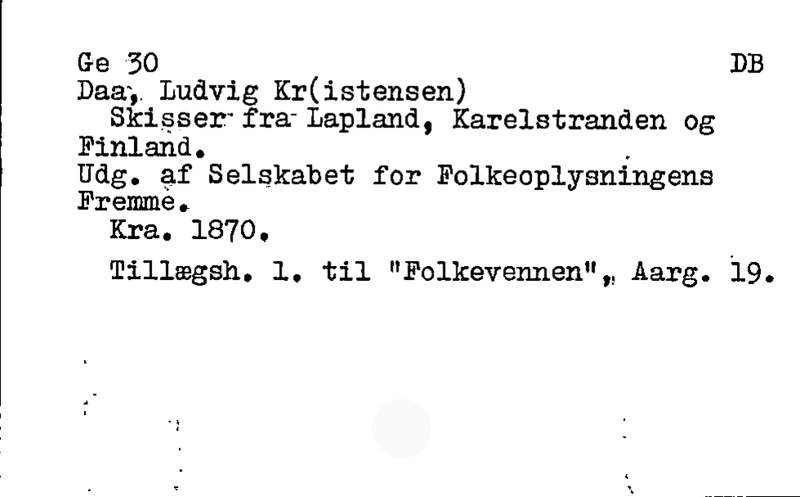 Ge 30 DB
Daa, Ludvig Kr(istensen)
Skisser fra Lapland, Karelstranden og
Finland.
Udg. af Selskabet for Folkeoplysningens
Fremme.
Kra. 1870.
Tillægsh. 1. til "Folkevennen", Aarg. 19.